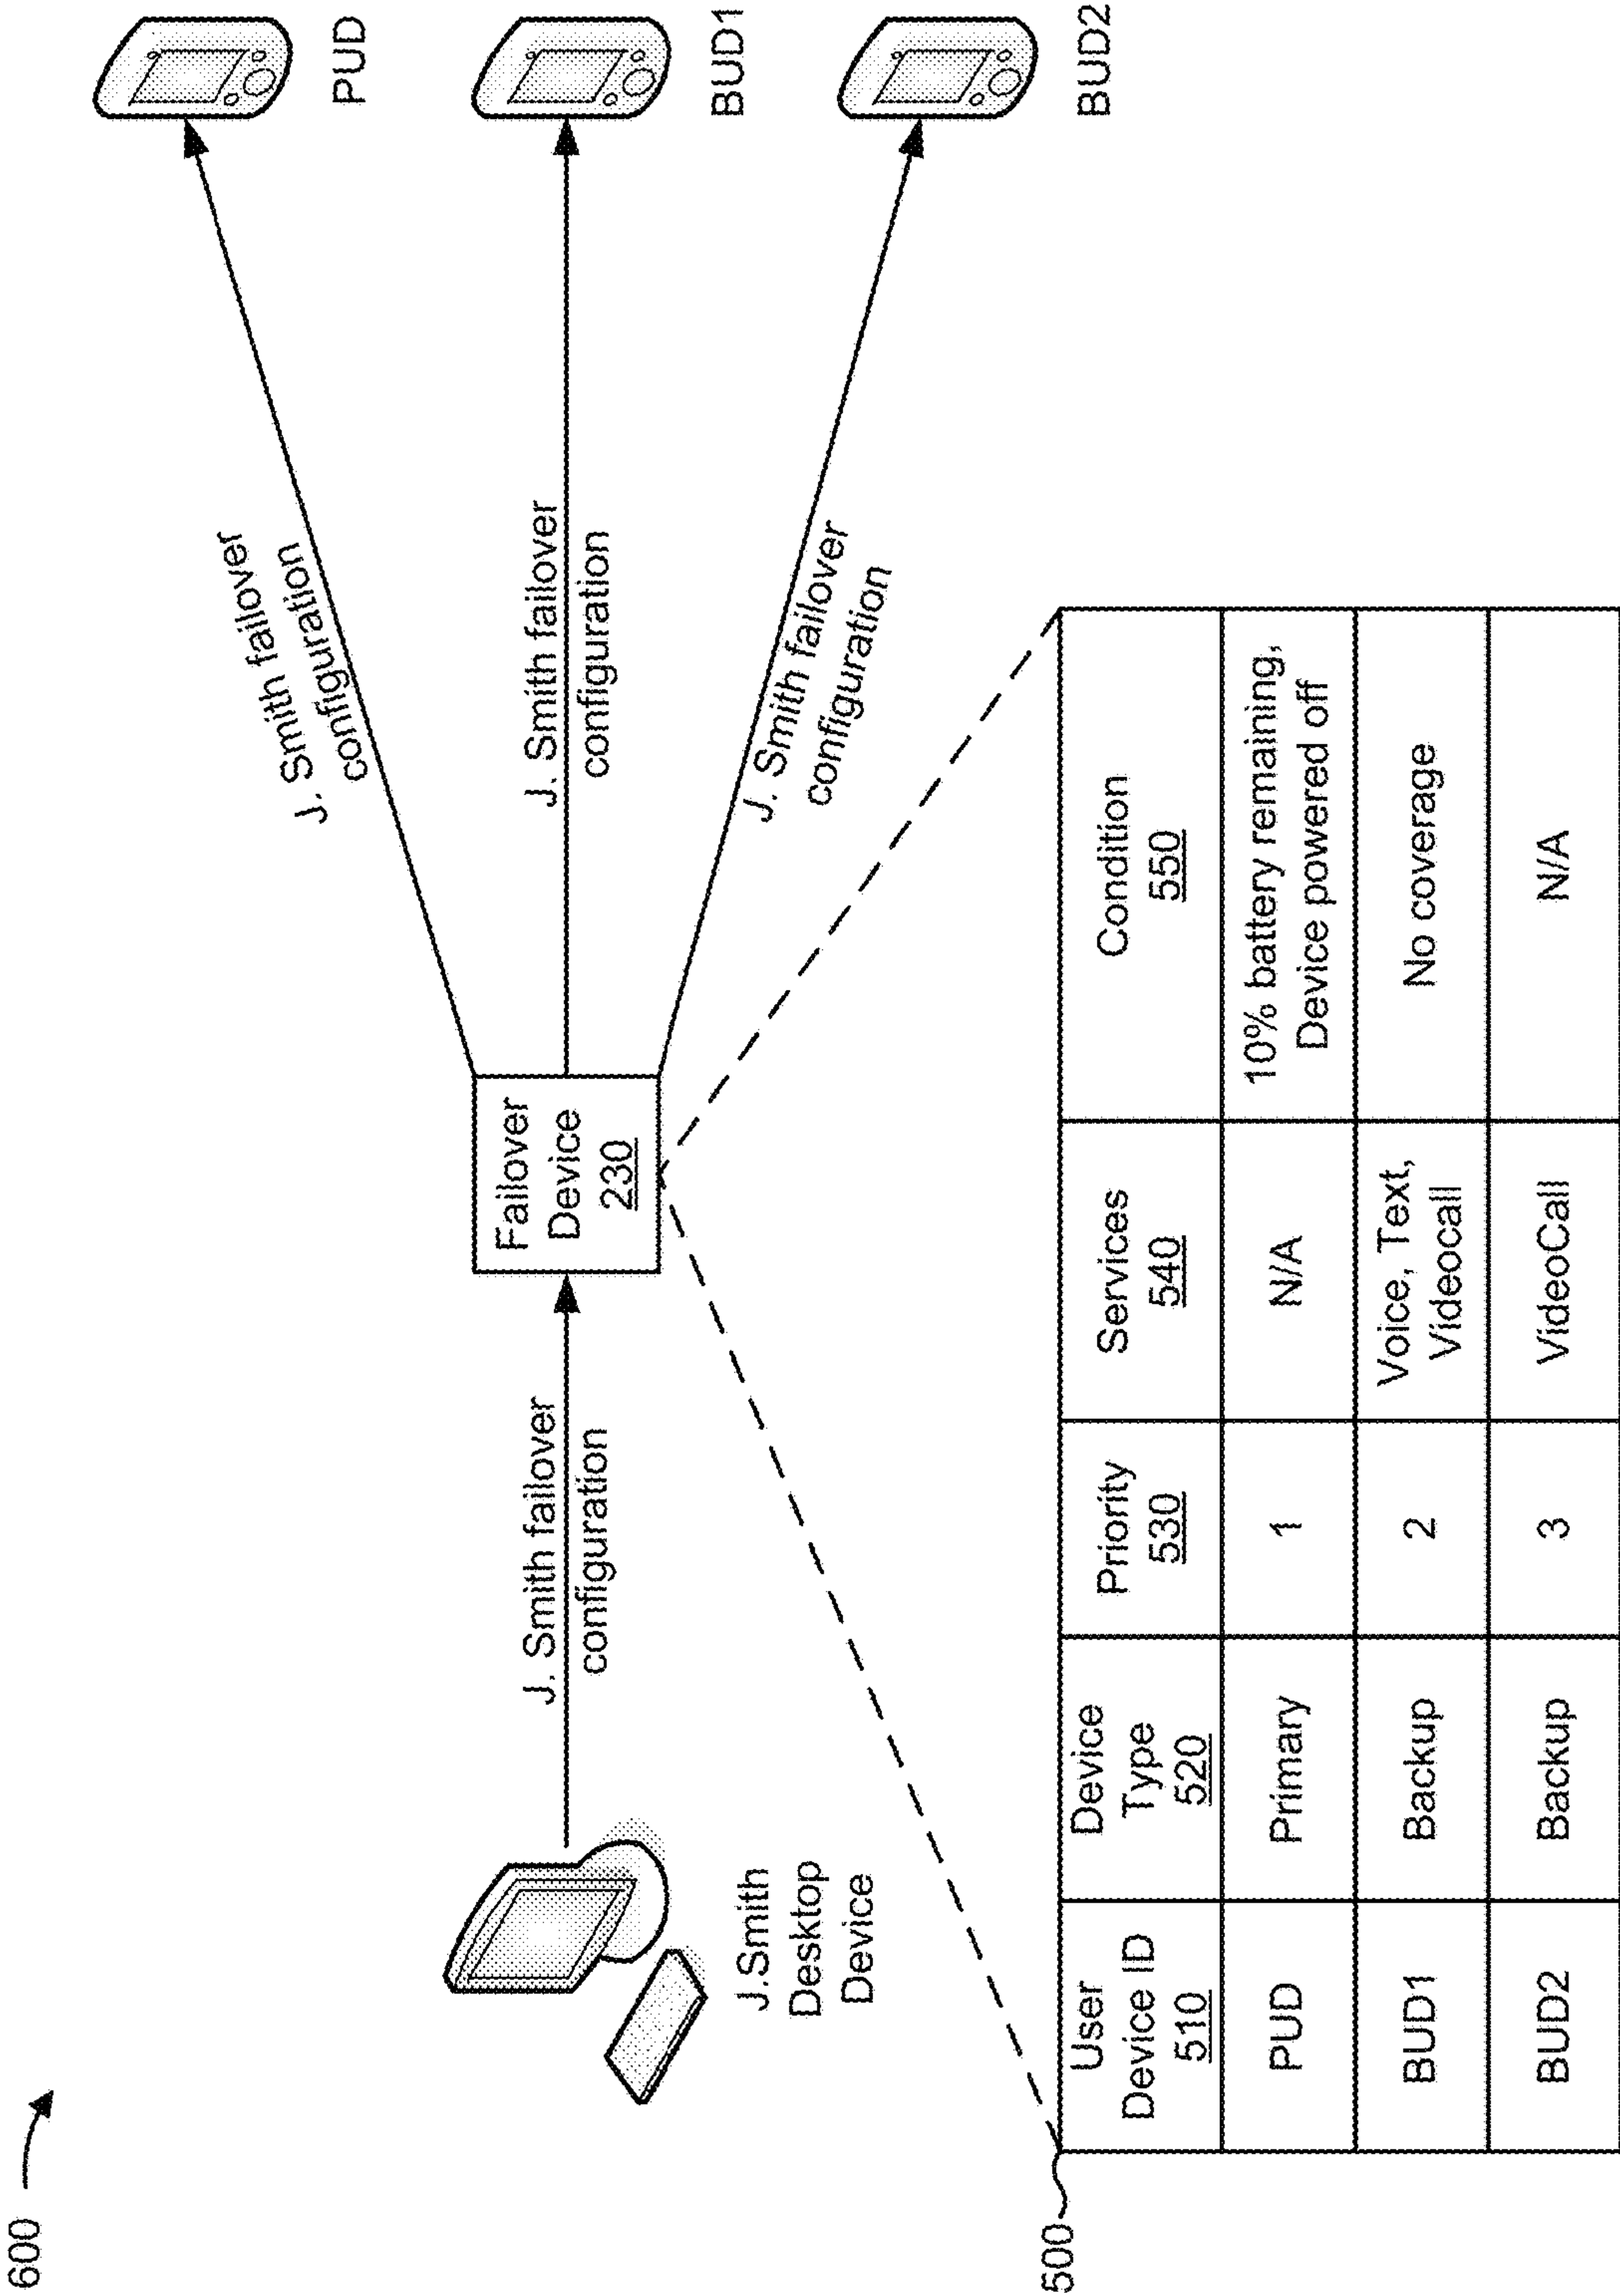 600
J. Smith failover
configuration
PUD
J.Smith
Desktop
Device
J. Smith failover
configuration
Failover
Device
230
J. Smith failover
configuration
BUD1
J. Smith failover
configuration
BUD2
500
User
Device ID
510
Device
Type
520
Priority
530
Services
540
Condition
550
PUD
Primary
1
N/A
10% battery remaining,
Device powered off
BUD1
Backup
2
Voice, Text,
Videocall
No coverage
BUD2
Backup
3
VideoCall
N/A